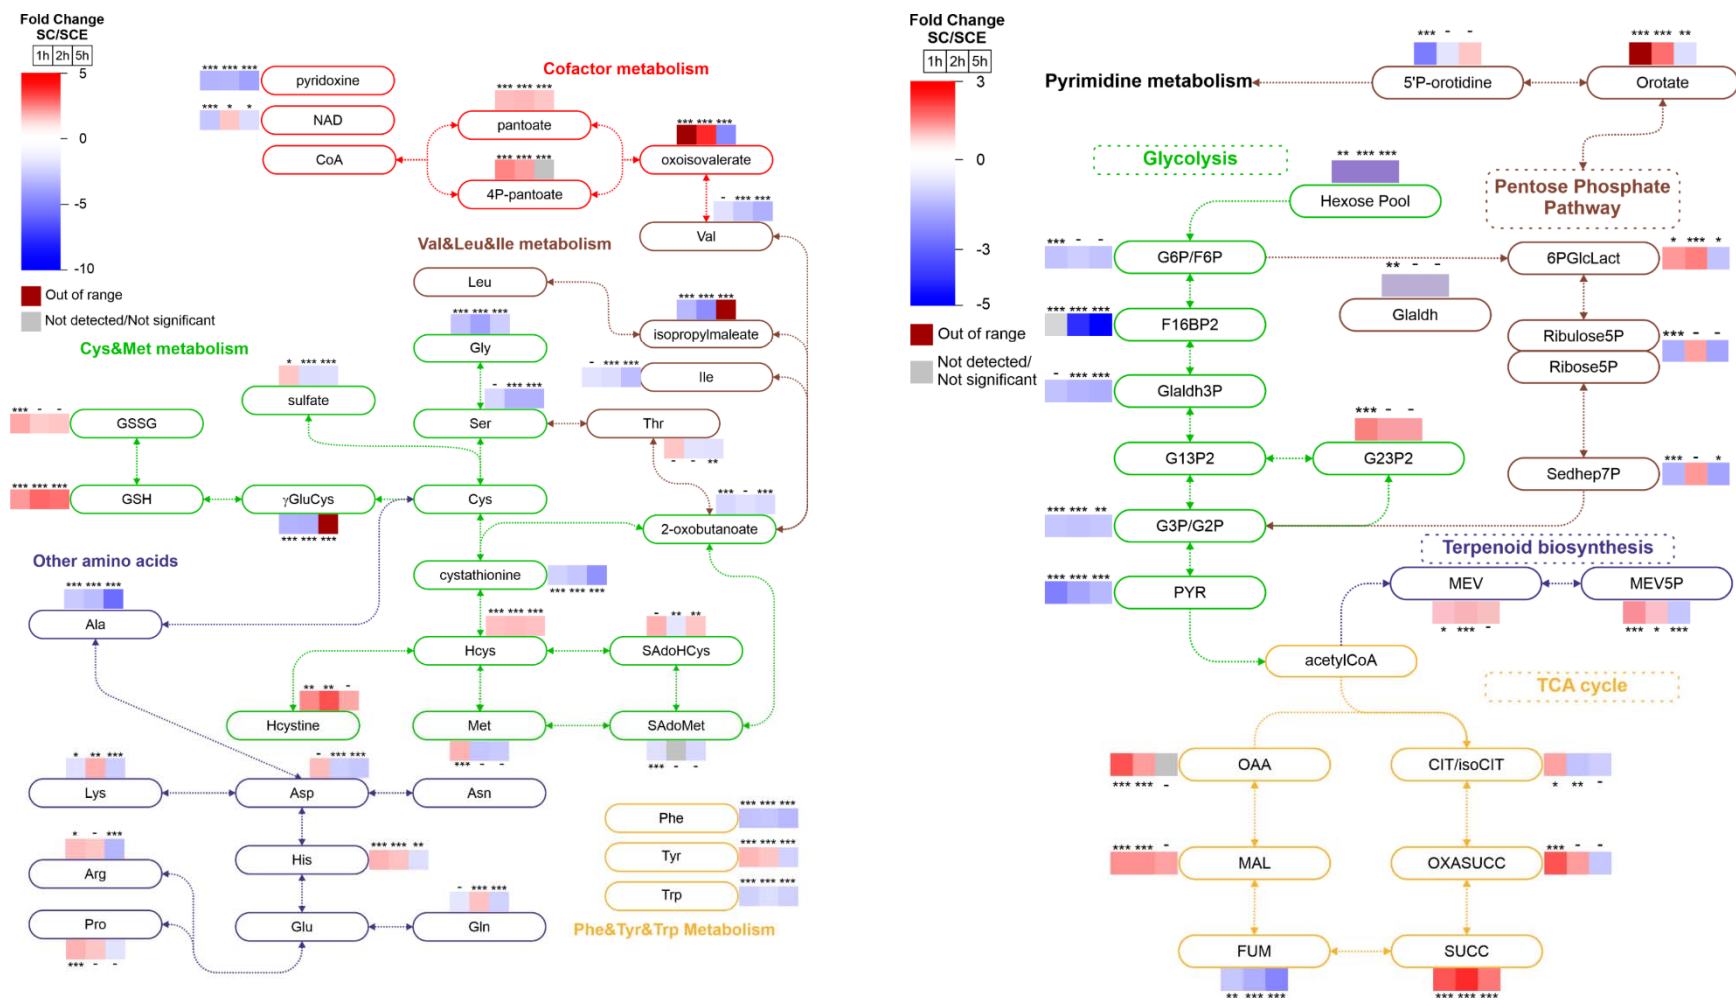 Fold Change
SC/SCE
1h 2h 5h
5
0
-5
-10
Out of range
Not detected/Not significant
Cofactor metabolism
*** *** ***
pyridoxine
*** * *
NAD
CoA
*** *** ***
pantoate
*** *** ***
4P-pantoate
*** *** ***
oxoisovalerate
- *** ***
Val
Val&Leu&Ile metabolism
Leu
*** *** ***
isopropylmaleate
- *** ***
Ile
Thr
- - **
*** - ***
2-oxobutanoate
Cys&Met metabolism
*** *** ***
Gly
- *** ***
Ser
* *** ***
sulfate
*** - -
GSSG
*** *** ***
GSH
γGluCys
*** *** ***
Cys
cystathionine
*** *** ***
*** *** ***
Hcys
- ** **
SAdoHCys
** ** -
Hcystine
Met
*** - -
SAdoMet
*** - -
Other amino acids
*** *** ***
Ala
* ** ***
Lys
- *** ***
Asp
Asn
* - ***
Arg
*** *** **
His
Pro
*** - -
Glu
- *** ***
Gln
*** *** ***
Phe
*** *** ***
Tyr
*** *** ***
Trp
Phe&Tyr&Trp Metabolism
Fold Change
SC/SCE
1h 2h 5h
3
0
-3
-5
Out of range
Not detected/
Not significant
Pyrimidine metabolism
*** - -
5'P-orotidine
*** *** **
Orotate
Glycolysis
** *** ***
Hexose Pool
Pentose Phosphate
Pathway
*** - -
G6P/F6P
* *** *
6PGlcLact
** - -
Glaldh
*** *** ***
F16BP2
*** - -
Ribulose5P
Ribose5P
- *** ***
Glaldh3P
G13P2
*** - -
G23P2
*** - *
Sedhep7P
*** *** **
G3P/G2P
*** *** ***
PYR
Terpenoid biosynthesis
MEV
* *** -
MEV5P
*** * ***
acetylCoA
TCA cycle
OAA
*** *** -
CIT/isoCIT
* ** -
*** *** -
MAL
*** - -
OXASUCC
FUM
** *** ***
SUCC
*** *** ***